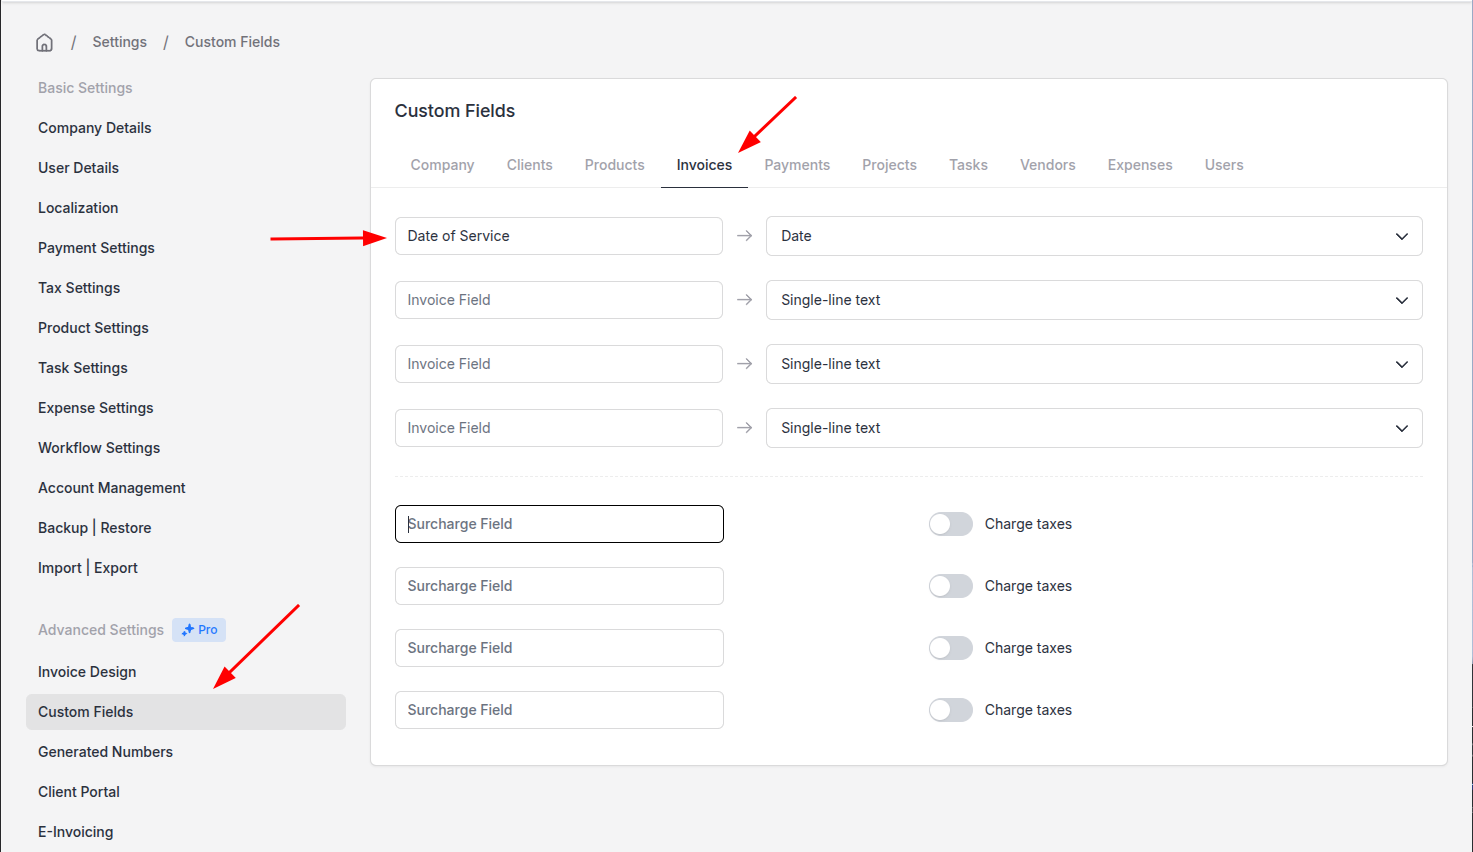 / Settings / Custom Fields
Basic Settings
Company Details
User Details
Localization
Payment Settings
Tax Settings
Product Settings
Task Settings
Expense Settings
Workflow Settings
Account Management
Backup | Restore
Import | Export
Advanced Settings Pro
Invoice Design
Custom Fields
Generated Numbers
Client Portal
E-Invoicing
Custom Fields
Company Clients Products Invoices Payments Projects Tasks Vendors Expenses Users
Date of Service → Date
Invoice Field → Single-line text
Invoice Field → Single-line text
Invoice Field → Single-line text
Surcharge Field Charge taxes
Surcharge Field Charge taxes
Surcharge Field Charge taxes
Surcharge Field Charge taxes